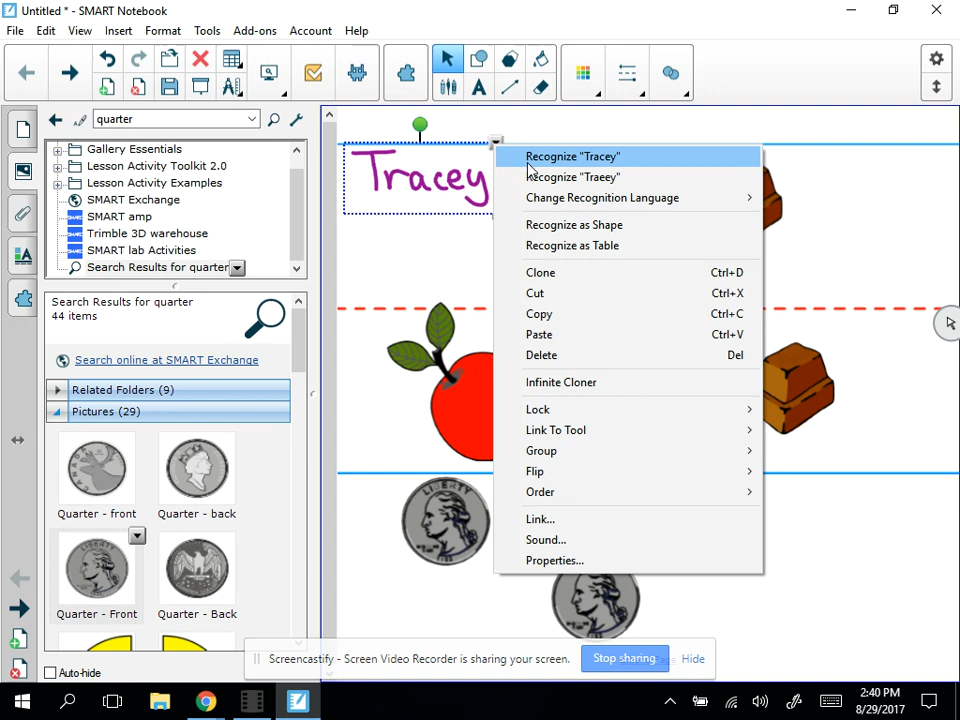 Untitled * - SMART Notebook
File Edit View Insert Format Tools Add-ons Account Help
quarter
Gallery Essentials
Lesson Activity Toolkit 2.0
Lesson Activity Examples
SMART Exchange
SMART amp
Trimble 3D warehouse
SMART lab Activities
Search Results for quarter
Search Results for quarter
44 items
Search online at SMART Exchange
Related Folders (9)
Pictures (29)
Quarter - front
Quarter - back
Quarter - Front
Quarter - Back
Auto-hide
Tracey
Recognize "Tracey"
Recognize "Traeey"
Change Recognition Language
Recognize as Shape
Recognize as Table
Clone Ctrl+D
Cut Ctrl+X
Copy Ctrl+C
Paste Ctrl+V
Delete Del
Infinite Cloner
Lock
Link To Tool
Group
Flip
Order
Link...
Sound...
Properties...
LIBERTY
LIBERTY
Screencastify - Screen Video Recorder is sharing your screen. Stop sharing Hide
2:40 PM
8/29/2017